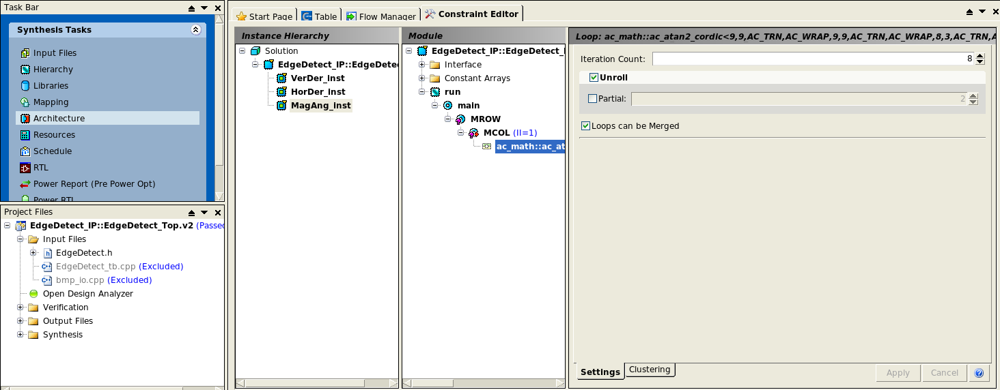 Task Bar
Synthesis Tasks
Input Files
Hierarchy
Libraries
Mapping
Architecture
Resources
Schedule
RTL
Power Report (Pre Power Opt)
Power RTL
Project Files
EdgeDetect_IP::EdgeDetect_Top.v2 (Passed
Input Files
EdgeDetect.h
EdgeDetect_tb.cpp (Excluded)
bmp_io.cpp (Excluded)
Open Design Analyzer
Verification
Output Files
Synthesis
Start Page
Table
Flow Manager
Constraint Editor
Instance Hierarchy
Solution
EdgeDetect_IP::EdgeDetec
VerDer_inst
HorDer_inst
MagAng_inst
Module
EdgeDetect_IP::EdgeDetect_
Interface
Constant Arrays
run
main
MROW
MCOL (II=1)
ac_math::ac_at
Loop: ac_math::ac_atan2_cordic<9,9,AC_TRN,AC_WRAP,9,9,AC_TRN,AC_WRAP,8,3,AC_TRN,A
Iteration Count: 8
Unroll
Partial: 2
Loops can be Merged
Settings
Clustering
Apply
Cancel